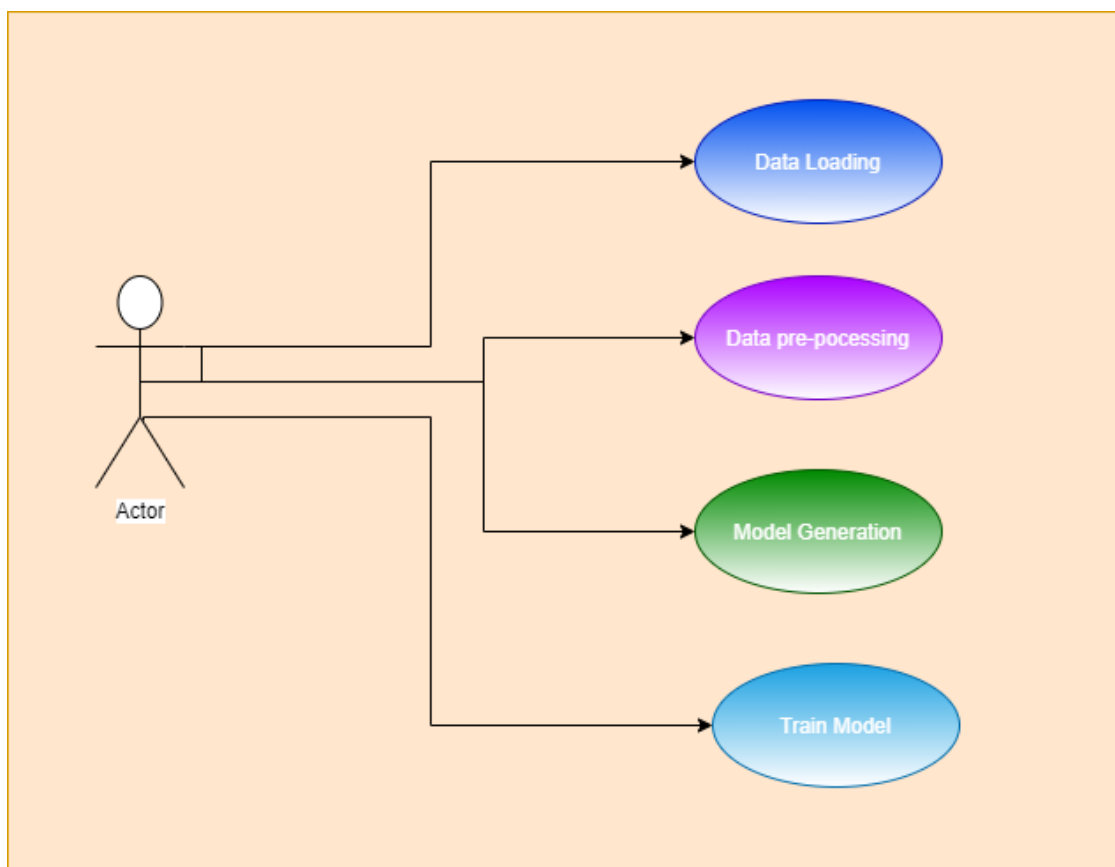 Data Loading
Data pre-pocessing
Actor
Model Generation
Train Model